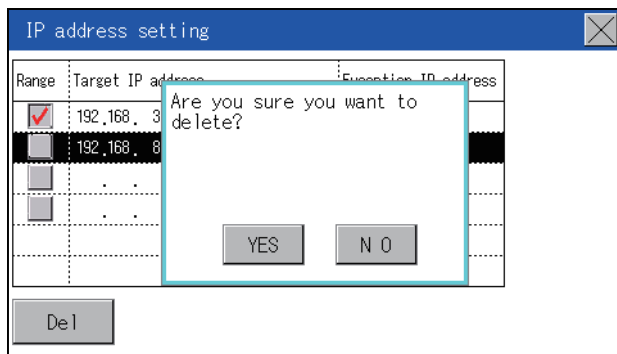 IP address setting
Range Target IP address Exception IP address
192.168. 3
192.168. 8
. .
. .
Are you sure you want to
delete?
YES NO
Del